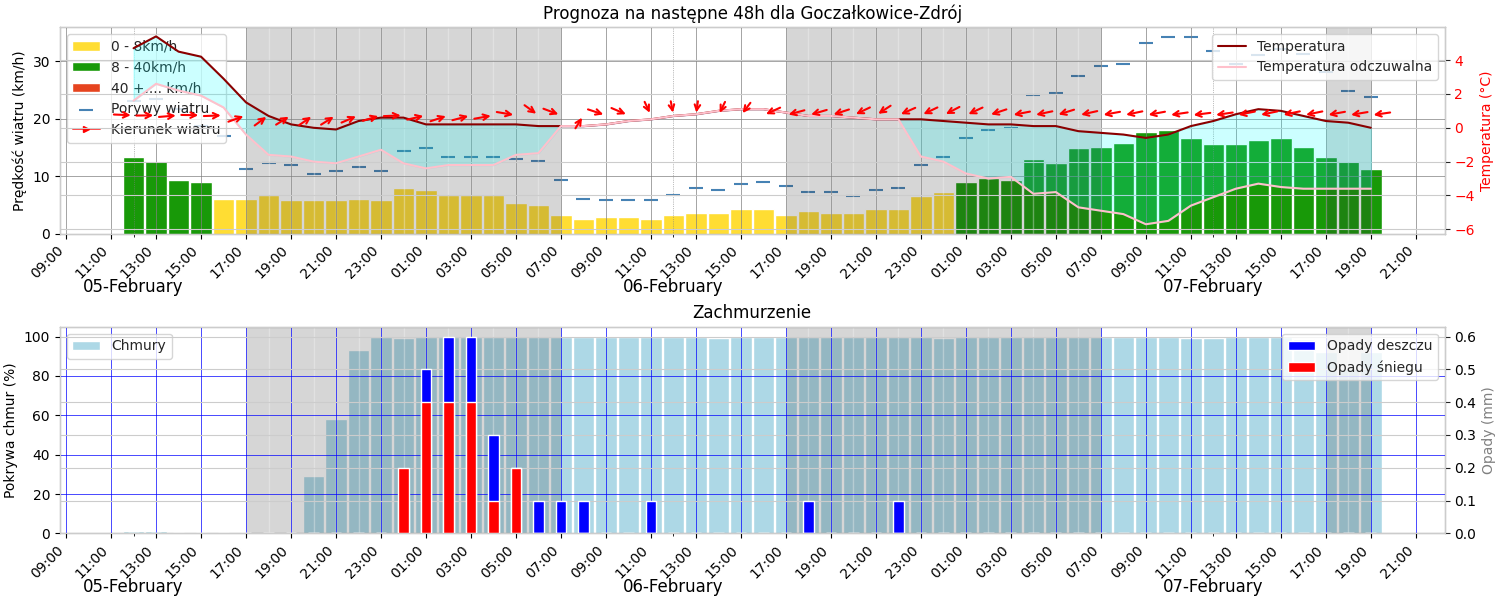 Prognoza na następne 48h dla Goczałkowice-Zdrój
Prędkość wiatru (km/h)
30
20
10
0
0 - 8km/h
8 - 40km/h
40 + ... km/h
Porywy wiatru
Kierunek wiatru
Temperatura
Temperatura odczuwalna
4
2
0
−2
−4
−6
Temperatura (°C)
09:00 11:00 13:00 15:00 17:00 19:00 21:00 23:00 01:00 03:00 05:00 07:00 09:00 11:00 13:00 15:00 17:00 19:00 21:00 23:00 01:00 03:00 05:00 07:00 09:00 11:00 13:00 15:00 17:00 19:00 21:00
05-February 06-February 07-February
Zachmurzenie
Pokrywa chmur (%)
100
80
60
40
20
0
Chmury
Opady deszczu
Opady śniegu
0.6
0.5
0.4
0.3
0.2
0.1
0.0
Opady (mm)
09:00 11:00 13:00 15:00 17:00 19:00 21:00 23:00 01:00 03:00 05:00 07:00 09:00 11:00 13:00 15:00 17:00 19:00 21:00 23:00 01:00 03:00 05:00 07:00 09:00 11:00 13:00 15:00 17:00 19:00 21:00
05-February 06-February 07-February